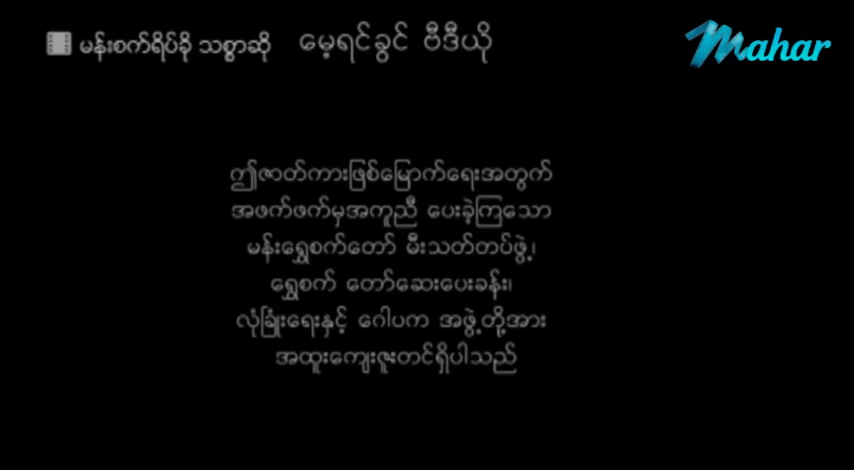 မန်းစက်ရိပ်ခို သစ္စာဆို မေ့ရင်ခွင် ဗီဒီယို
Mahar
ဤဇာတ်ကားဖြစ်မြောက်ရေးအတွက်
အဖက်ဖက်မှအကူညီ ပေးခဲ့ကြသော
မန်းရွှေစက်တော် မီးသတ်တပ်ဖွဲ့၊
ရွှေစက် တော်ဆေးပေးခန်း၊
လုံခြုံရေးနှင့် ဂေါပက အဖွဲ့တို့အား
အထူးကျေးဇူးတင်ရှိပါသည်